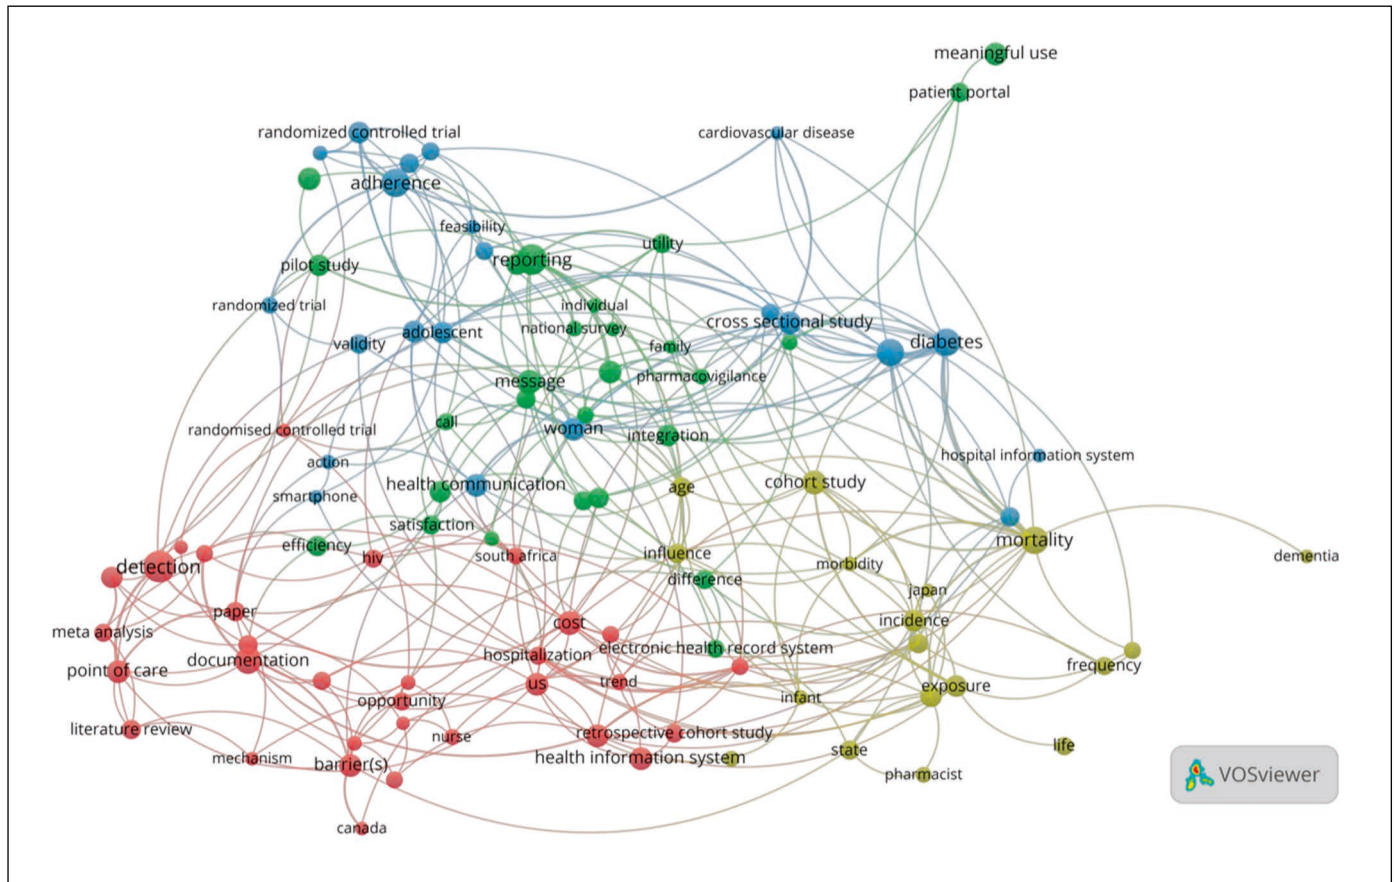 meaningful use
patient portal
randomized controlled trial
cardiovascular disease
adherence
feasibility
utility
reporting
pilot study
randomized trial
individual
cross sectional study
national survey
adolescent
validity
family
diabetes
message
pharmacovigilance
call
randomised controlled trial
woman
integration
hospital information system
action
health communication
age
cohort study
smartphone
satisfaction
mortality
efficiency
hiv
south africa
influence
dementia
detection
morbidity
difference
japan
paper
cost
incidence
meta analysis
electronic health record system
hospitalization
documentation
frequency
point of care
us
trend
exposure
opportunity
infant
literature review
nurse
retrospective cohort study
life
state
mechanism
barrier(s)
health information system
pharmacist
VOSviewer
canada